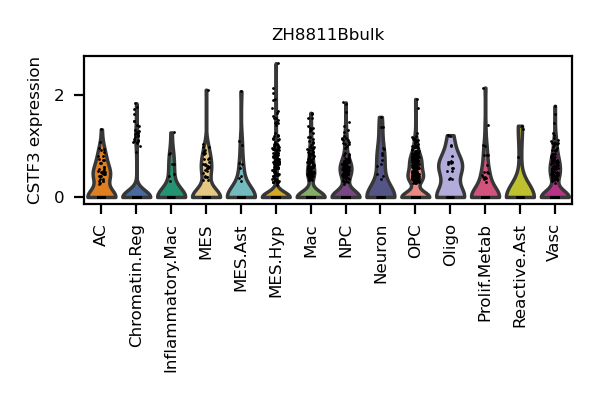 ZH8811Bbulk
CSTF3 expression
2
0
AC
Chromatin.Reg
Inflammatory.Mac
MES
MES.Ast
MES.Hyp
Mac
NPC
Neuron
OPC
Oligo
Prolif.Metab
Reactive.Ast
Vasc